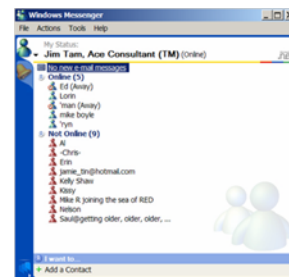 Windows Messenger
File Actions Tools Help
My Status:
Jim Tam, Ace Consultant (TM) (Online)
No new e-mail messages
Online (5)
Ed (Away)
Lorin
'man (Away)
mike boyle
'rym
Not Online (9)
Al
-Chris-
Erin
jamie_tin@hotmail.com
Kelly Shaw
Kissy
Mike R joining the sea of RED
Nelson
Saul@getting older, older, older, ...
I want to...
+ Add a Contact